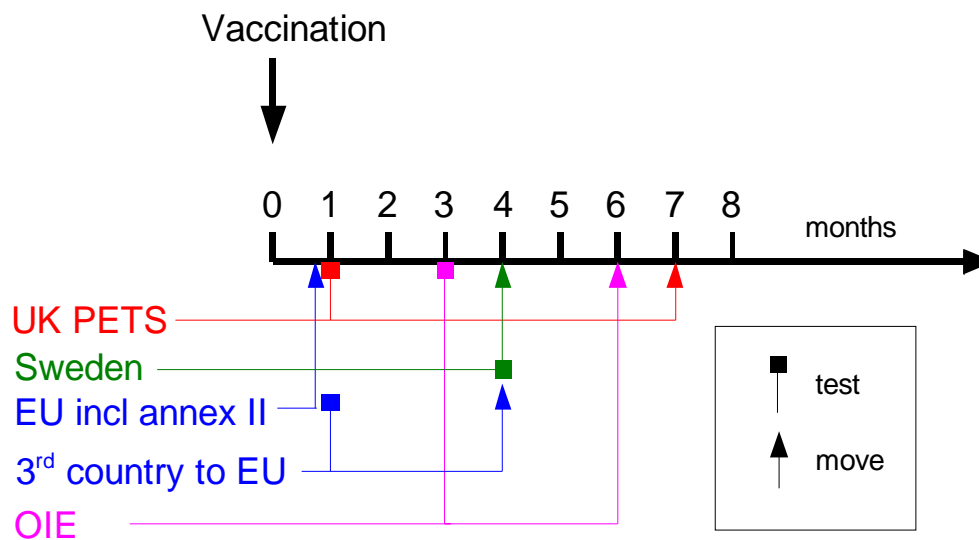 Vaccination
0 1 2 3 4 5 6 7 8
months
UK PETS
Sweden
EU incl annex II
3rd country to EU
OIE
test
move